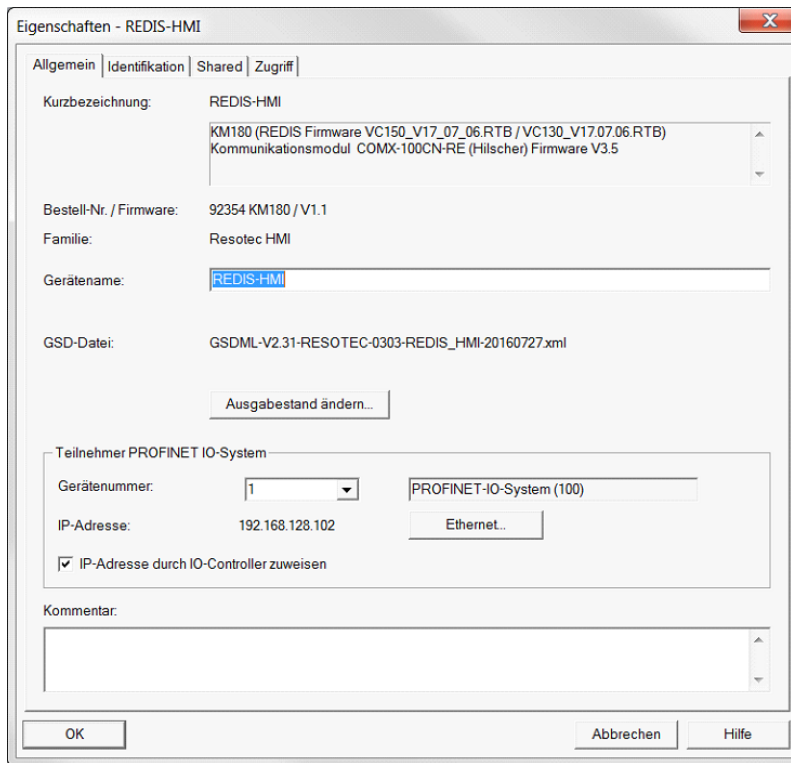 Eigenschaften - REDIS-HMI
Allgemein Identifikation Shared Zugriff
Kurzbezeichnung: REDIS-HMI
KM180 (REDIS Firmware VC150_V17_07_06.RTB / VC130_V17.07.06.RTB)
Kommunikationsmodul COMX-100CN-RE (Hilscher) Firmware V3.5
Bestell-Nr. / Firmware: 92354 KM180 / V1.1
Familie: Resotec HMI
Gerätename: REDIS-HMI
GSD-Datei: GSDML-V2.31-RESOTEC-0303-REDIS_HMI-20160727.xml
Ausgabestand ändern...
Teilnehmer PROFINET IO-System
Gerätenummer: 1 PROFINET-IO-System (100)
IP-Adresse: 192.168.128.102 Ethernet...
IP-Adresse durch IO-Controller zuweisen
Kommentar:
OK Abbrechen Hilfe